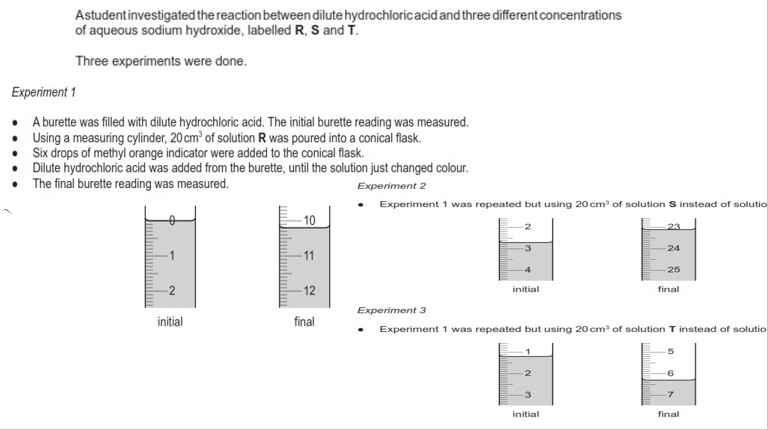 A student investigated the reaction between dilute hydrochloric acid and three different concentrations
of aqueous sodium hydroxide, labelled R, S and T.
Three experiments were done.
Experiment 1
• A burette was filled with dilute hydrochloric acid. The initial burette reading was measured.
• Using a measuring cylinder, 20 cm³ of solution R was poured into a conical flask.
• Six drops of methyl orange indicator were added to the conical flask.
• Dilute hydrochloric acid was added from the burette, until the solution just changed colour.
• The final burette reading was measured.
0
1
2
initial
10
11
12
final
Experiment 2
• Experiment 1 was repeated but using 20 cm³ of solution S instead of solutio
2
3
4
initial
23
24
25
final
Experiment 3
• Experiment 1 was repeated but using 20 cm³ of solution T instead of solutio
1
2
3
initial
5
6
7
final